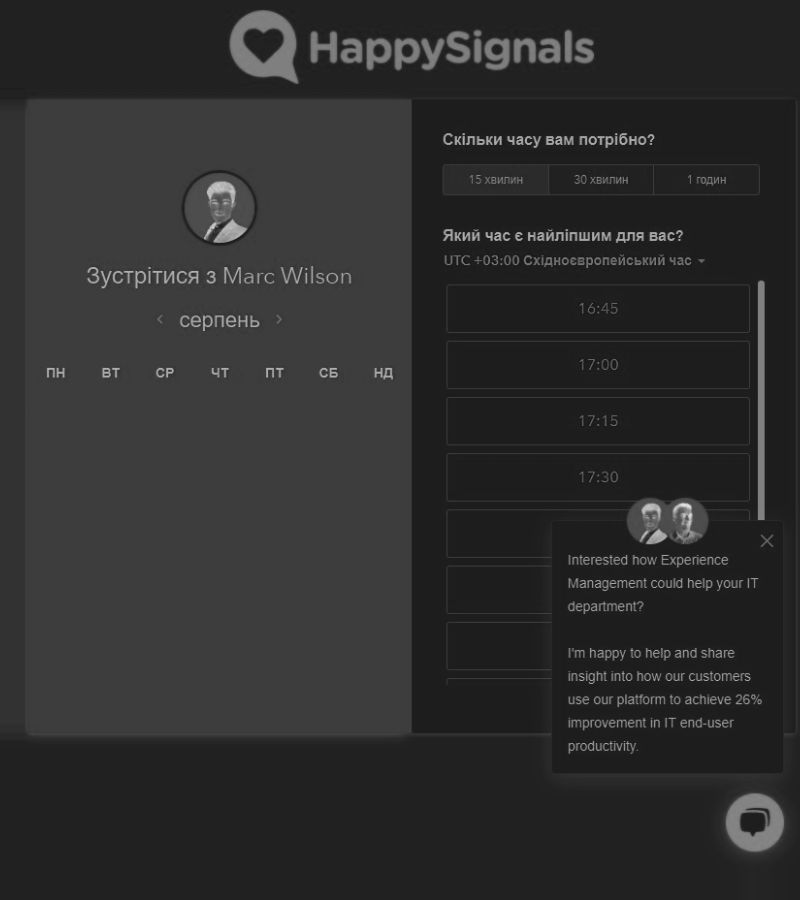 HappySignals
Зустрітися з Marc Wilson
серпень
ПН ВТ СР ЧТ ПТ СБ НД
Скільки часу вам потрібно?
15 хвилин 30 хвилин 1 годин
Який час є найліпшим для вас?
UTC +03:00 Східноєвропейський час
16:45
17:00
17:15
17:30
Interested how Experience
Management could help your IT
department?
I'm happy to help and share
insight into how our customers
use our platform to achieve 26%
improvement in IT end-user
productivity.